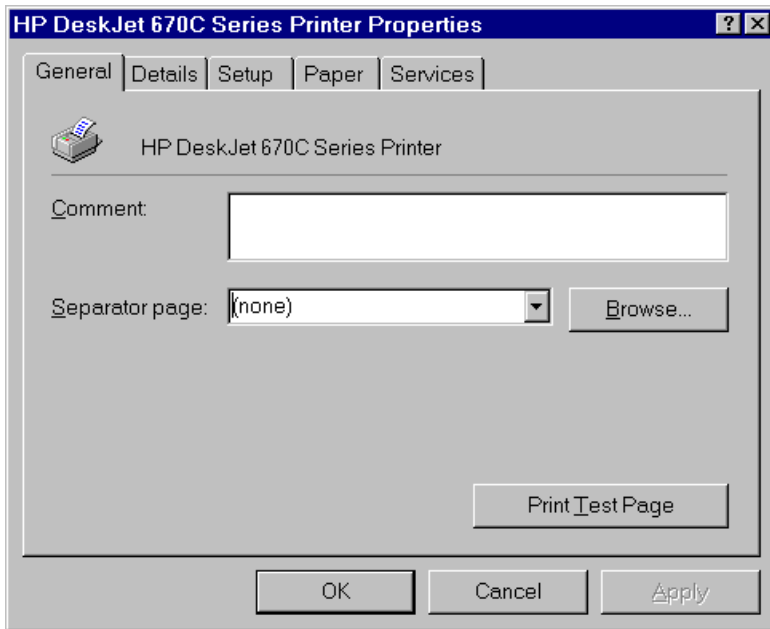 HP DeskJet 670C Series Printer Properties
General Details Setup Paper Services
HP DeskJet 670C Series Printer
Comment:
Separator page: (none) Browse...
Print Test Page
OK Cancel Apply